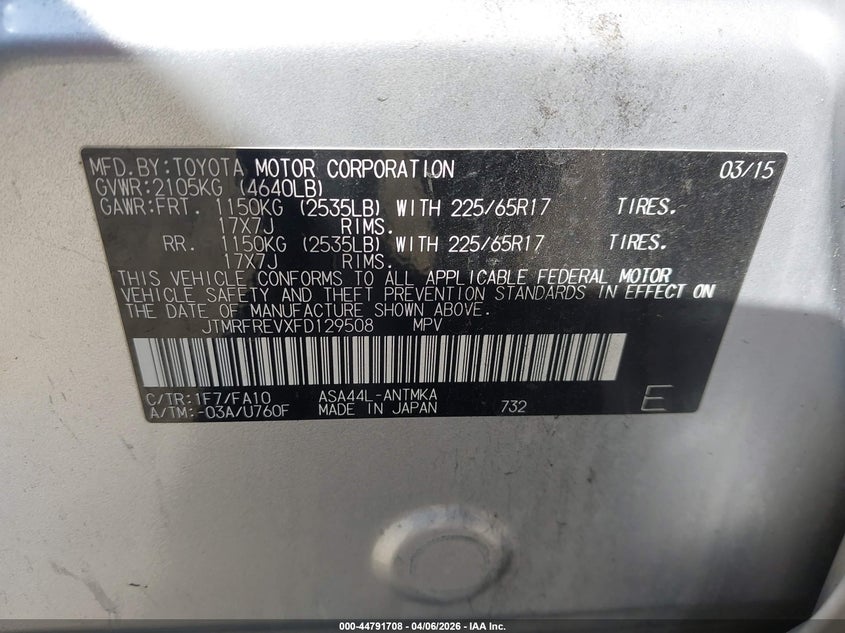 MFD.BY:TOYOTA MOTOR CORPORATION 03/15
GVWR:2105KG (4640LB)
GAWR:FRT. 1150KG (2535LB) WITH 225/65R17 TIRES.
17X7J RIMS.
RR. 1150KG (2535LB) WITH 225/65R17 TIRES.
17X7J RIMS.
THIS VEHICLE CONFORMS TO ALL APPLICABLE FEDERAL MOTOR
VEHICLE SAFETY AND THEFT PREVENTION STANDARDS IN EFFECT ON
THE DATE OF MANUFACTURE SHOWN ABOVE.
JTMRFREVXFD129508 MPV
C/TR:1F7/FA10 ASA44L-ANTMKA
A/TM:-03A/U760F MADE IN JAPAN 732 E
000-44791708 - 04/06/2026 - IAA Inc.